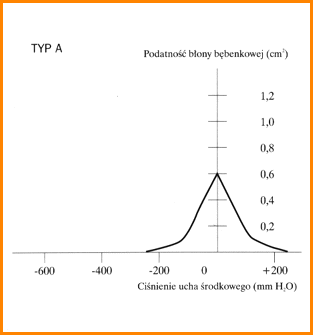 TYP A
Podatność błony bębenkowej (cm²)
1,2
1,0
0,8
0,6
0,4
0,2
-600 -400 -200 0 +200
Ciśnienie ucha środkowego (mm H₂O)